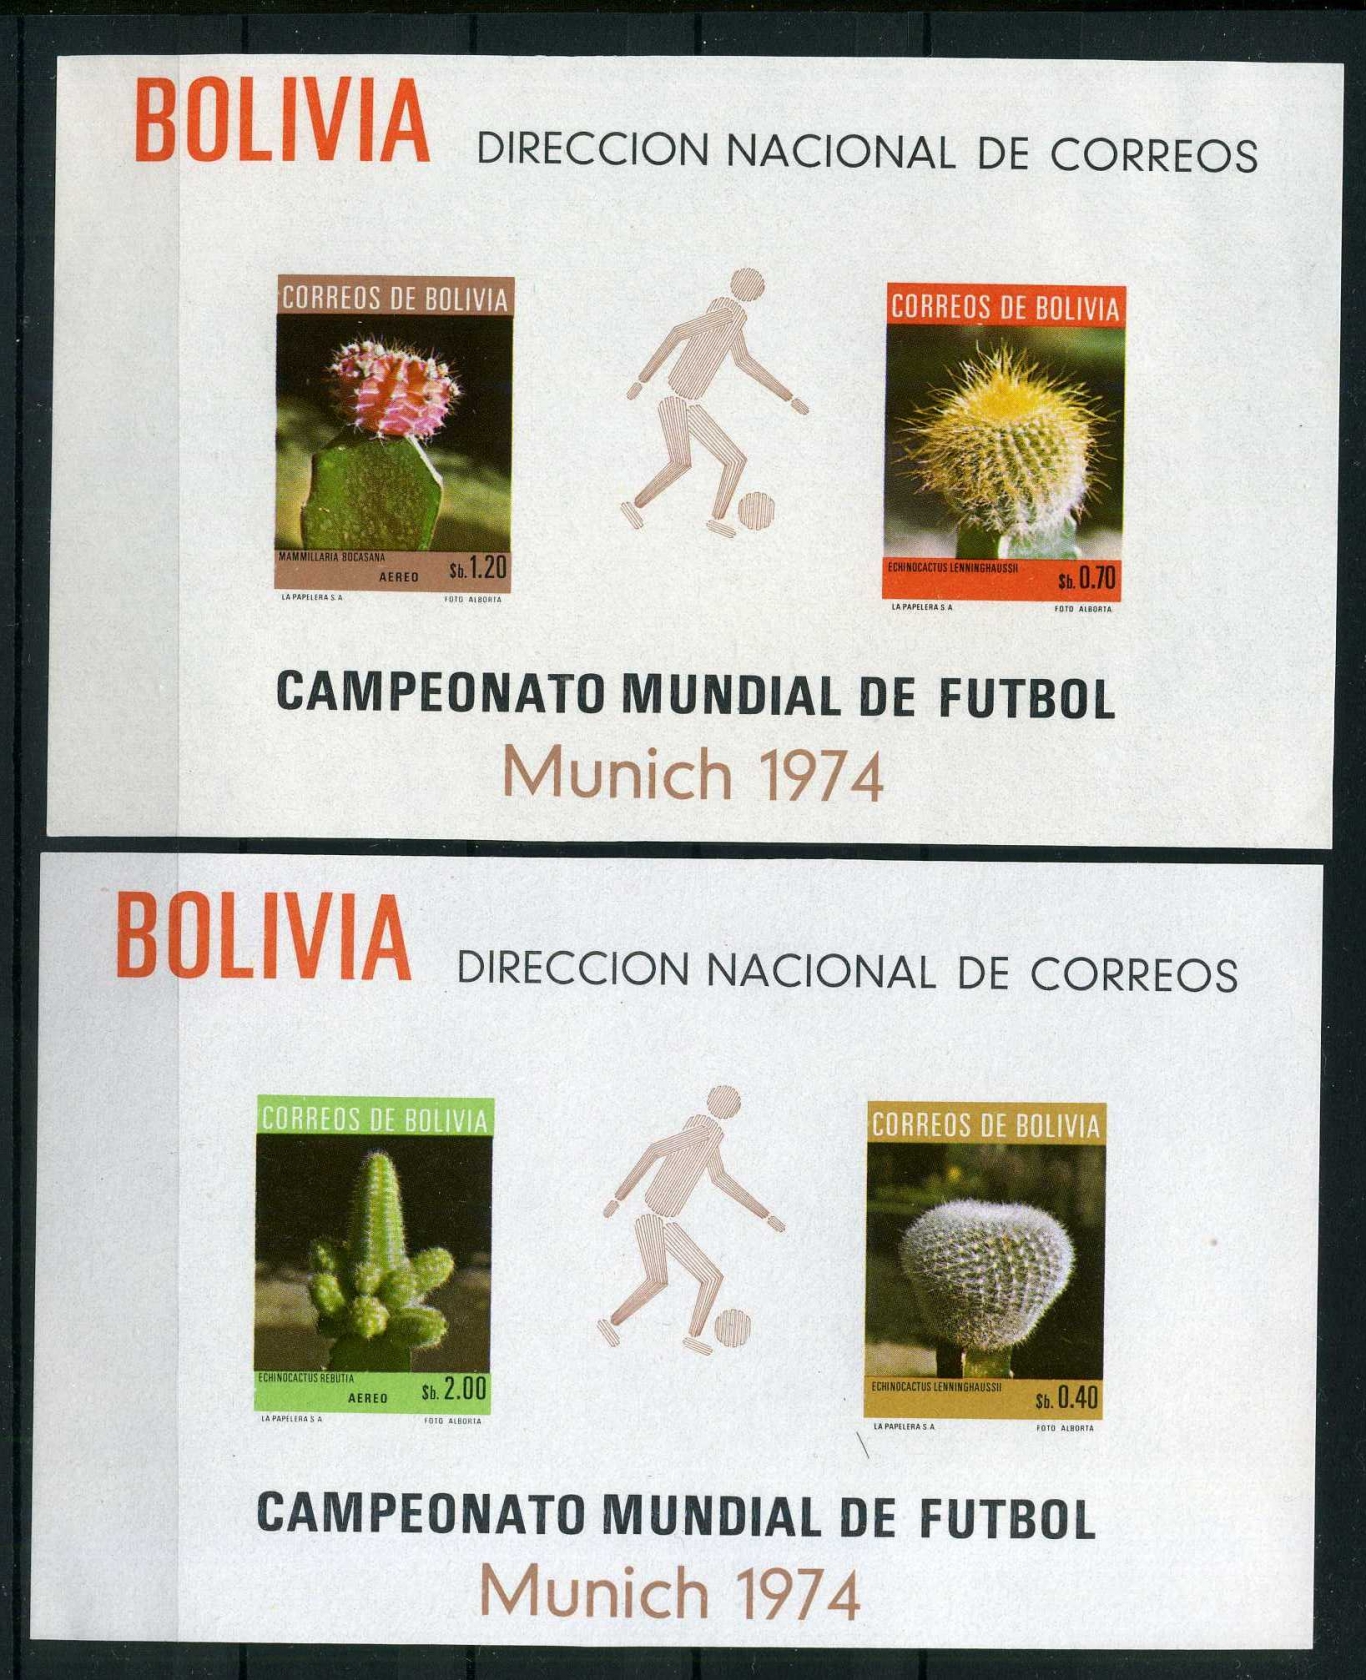 BOLIVIA DIRECCION NACIONAL DE CORREOS
CORREOS DE BOLIVIA
MAMMILLARIA BOCASANA
AEREO $b. 1.20
LA PAPELERA S.A. FOTO ALBORTA
CORREOS DE BOLIVIA
ECHINOCACTUS LENNINGHAUSSII
$b. 0.70
LA PAPELERA S.A. FOTO ALBORTA
CAMPEONATO MUNDIAL DE FUTBOL
Munich 1974
BOLIVIA DIRECCION NACIONAL DE CORREOS
CORREOS DE BOLIVIA
ECHINOCACTUS REBUTIA
AEREO $b. 2.00
LA PAPELERA S.A. FOTO ALBORTA
CORREOS DE BOLIVIA
ECHINOCACTUS LENNINGHAUSSII
$b. 0.40
LA PAPELERA S.A. FOTO ALBORTA
CAMPEONATO MUNDIAL DE FUTBOL
Munich 1974